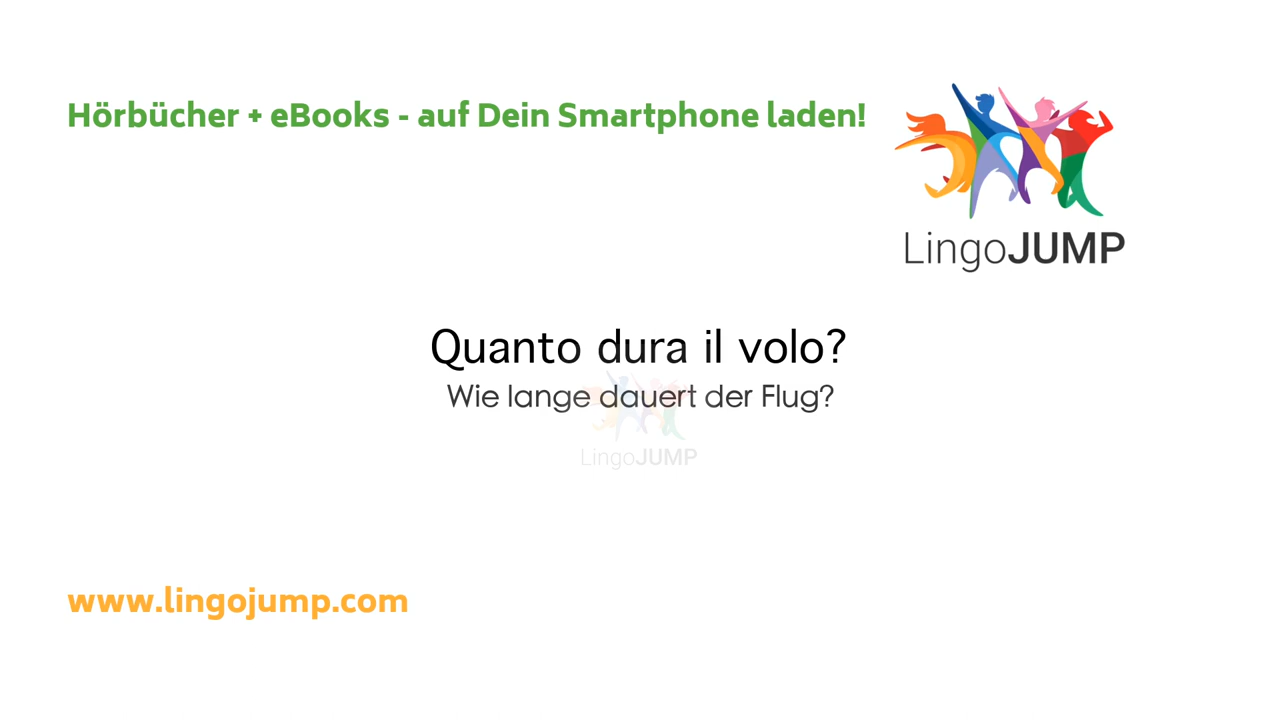 Hörbücher + eBooks - auf Dein Smartphone laden!
LingoJUMP
Quanto dura il volo?
Wie lange dauert der Flug?
LingoJUMP
www.lingojump.com